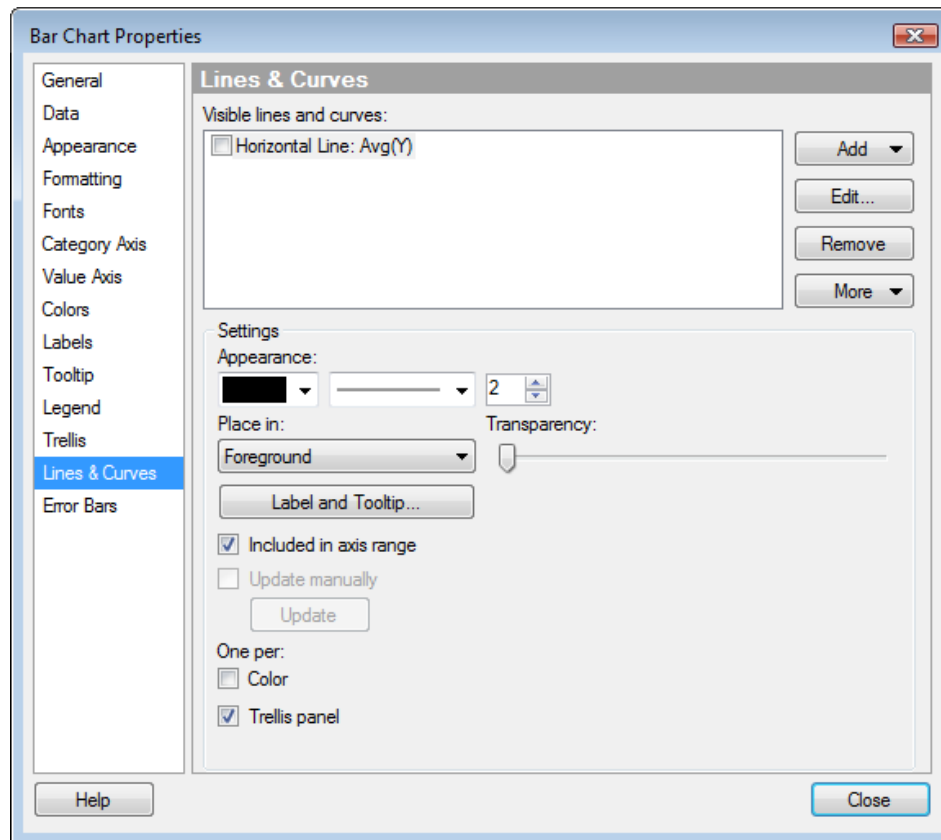 Bar Chart Properties
General
Data
Appearance
Formatting
Fonts
Category Axis
Value Axis
Colors
Labels
Tooltip
Legend
Trellis
Lines & Curves
Error Bars
Lines & Curves
Visible lines and curves:
Horizontal Line: Avg(Y)
Add
Edit...
Remove
More
Settings
Appearance:
2
Place in:
Transparency:
Foreground
Label and Tooltip...
Included in axis range
Update manually
Update
One per:
Color
Trellis panel
Help
Close